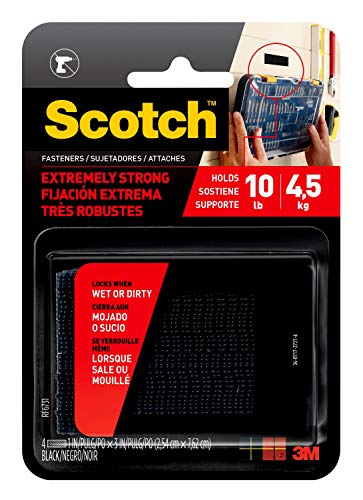 Scotch™
FASTENERS / SUJETADORES / ATTACHES
EXTREMELY STRONG
FIJACIÓN EXTREMA
TRÈS ROBUSTES
HOLDS
SOSTIENE
SUPPORTE
10
lb
4,5
kg
LOCKS WHEN
WET OR DIRTY
CIERRA AUN
MOJADO
O SUCIO
SE VERROUILLE
MÊME
LORSQUE
SALE OU
MOUILLÉ
RF6731
4 1 IN/PULG/PO x 3 IN/PULG/PO (2,54 cm x 7,62 cm)
BLACK/NEGRO/NOIR
3M